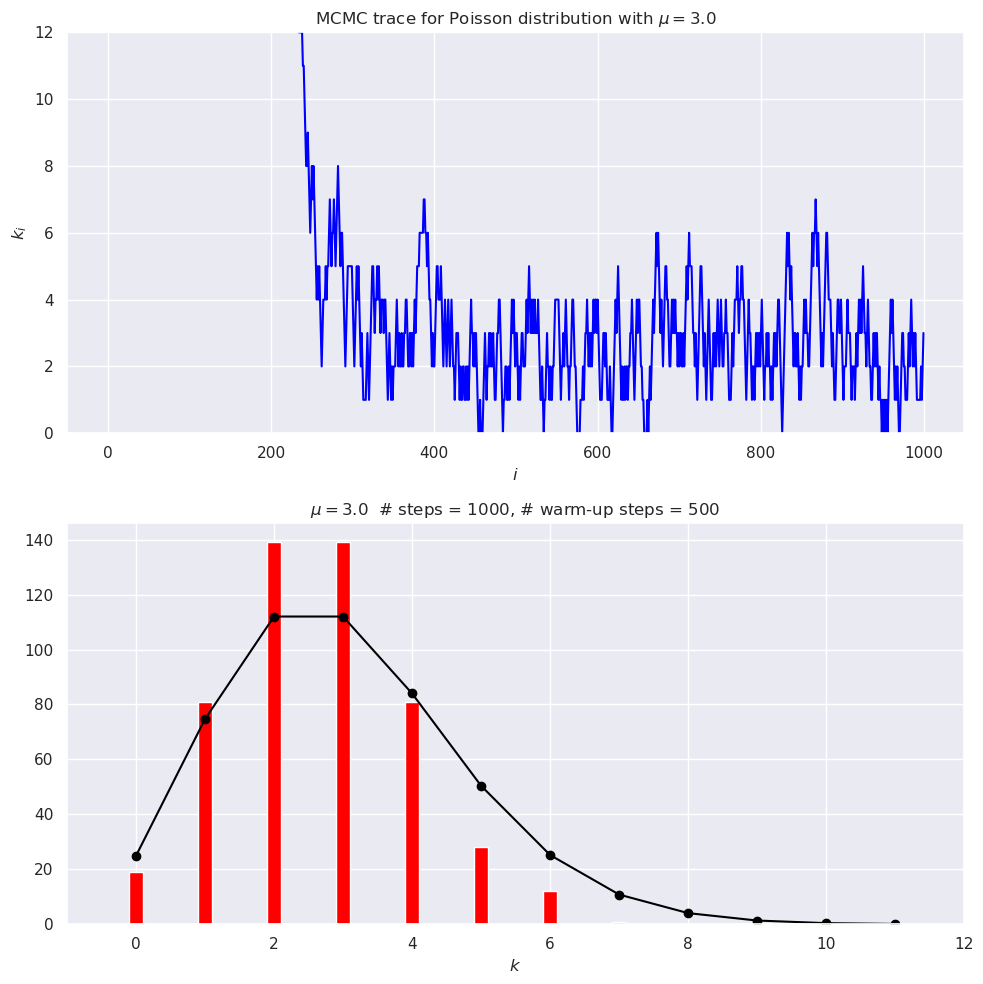 MCMC trace for Poisson distribution with μ = 3.0
12
10
8
6
4
2
0
kᵢ
0 200 400 600 800 1000
i
μ = 3.0 # steps = 1000, # warm-up steps = 500
140
120
100
80
60
40
20
0
0 2 4 6 8 10 12
k